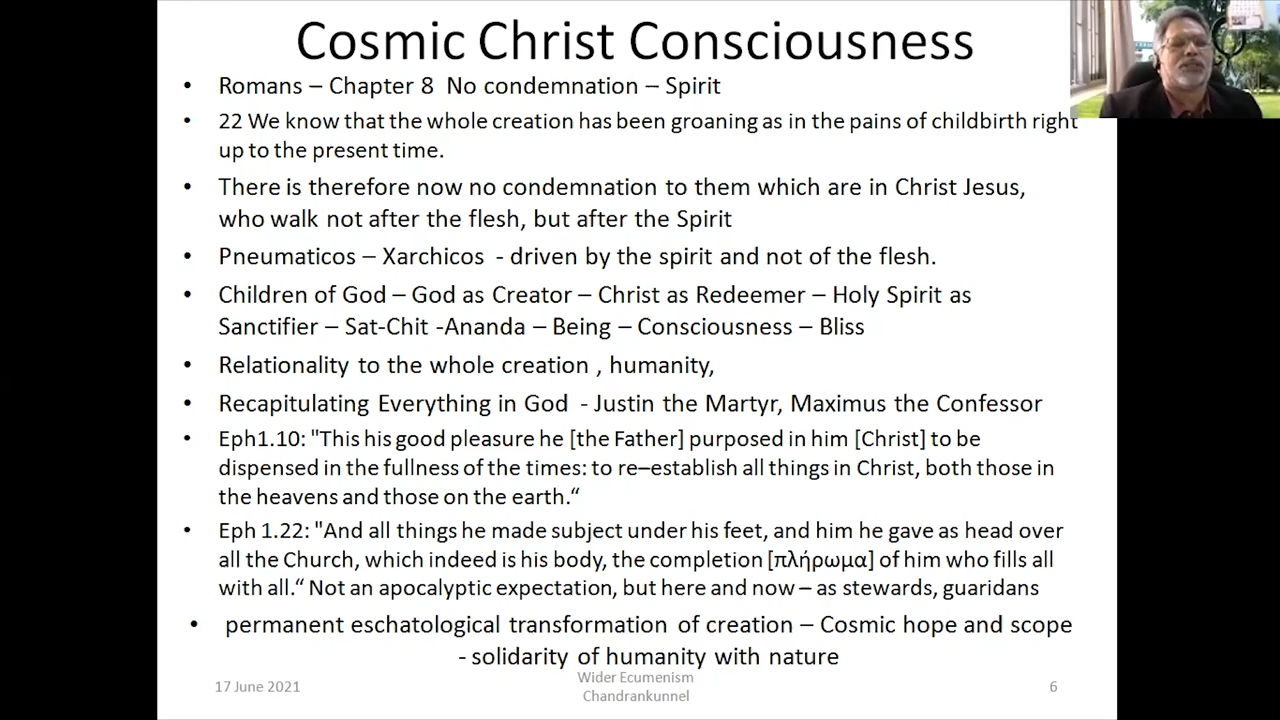 Cosmic Christ Consciousness
• Romans – Chapter 8 No condemnation – Spirit
• 22 We know that the whole creation has been groaning as in the pains of childbirth right
up to the present time.
• There is therefore now no condemnation to them which are in Christ Jesus,
who walk not after the flesh, but after the Spirit
• Pneumaticos – Xarchicos - driven by the spirit and not of the flesh.
• Children of God – God as Creator – Christ as Redeemer – Holy Spirit as
Sanctifier – Sat-Chit -Ananda – Being – Consciousness – Bliss
• Relationality to the whole creation , humanity,
• Recapitulating Everything in God - Justin the Martyr, Maximus the Confessor
• Eph1.10: "This his good pleasure he [the Father] purposed in him [Christ] to be
dispensed in the fullness of the times: to re–establish all things in Christ, both those in
the heavens and those on the earth.“
• Eph 1.22: "And all things he made subject under his feet, and him he gave as head over
all the Church, which indeed is his body, the completion [πλήρωμα] of him who fills all
with all.“ Not an apocalyptic expectation, but here and now – as stewards, guaridans
• permanent eschatological transformation of creation – Cosmic hope and scope
- solidarity of humanity with nature
17 June 2021
Wider Ecumenism
Chandrankunnel
6